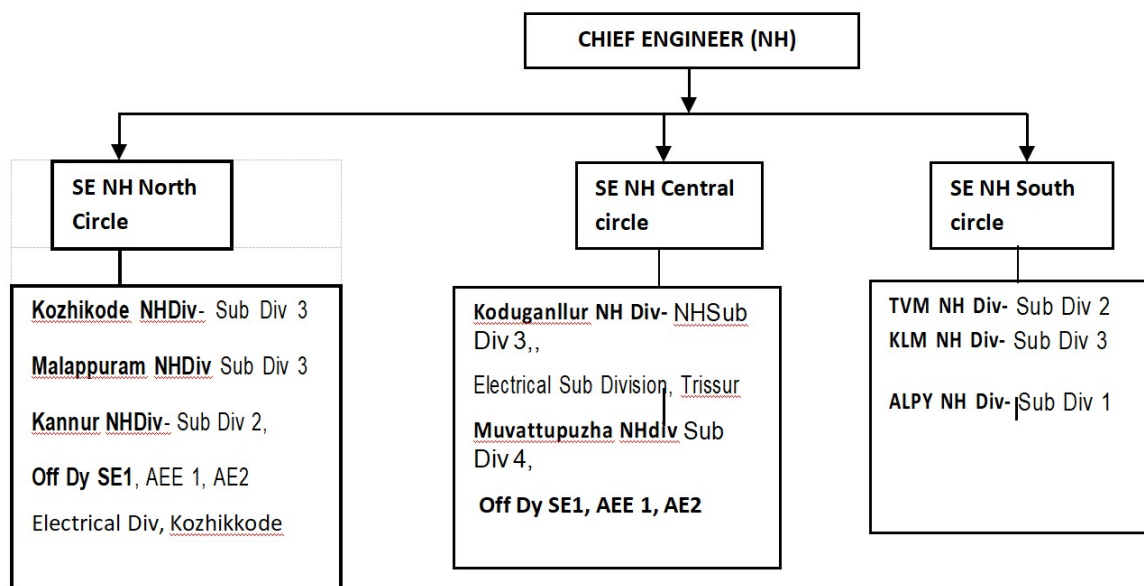 CHIEF ENGINEER (NH)
SE NH North
Circle
SE NH Central
circle
SE NH South
circle
Kozhikode NHDiv- Sub Div 3
Malappuram NHDiv Sub Div 3
Kannur NHDiv- Sub Div 2,
Off Dy SE1, AEE 1, AE2
Electrical Div, Kozhikkode
Koduganllur NH Div- NHSub
Div 3,,
Electrical Sub Division, Trissur
Muvattupuzha NHdiv Sub
Div 4,
Off Dy SE1, AEE 1, AE2
TVM NH Div- Sub Div 2
KLM NH Div- Sub Div 3
ALPY NH Div- Sub Div 1